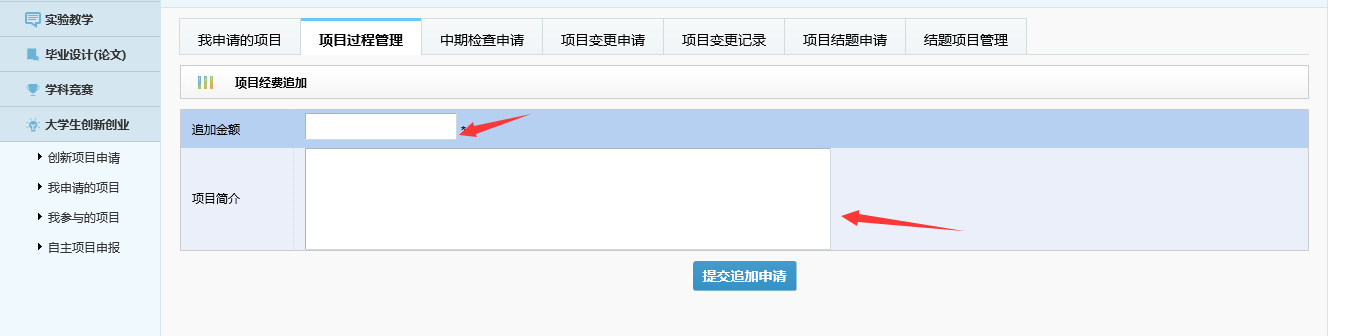 实验教学
毕业设计(论文)
学科竞赛
大学生创新创业
创新项目申请
我申请的项目
我参与的项目
自主项目申报
我申请的项目 项目过程管理 中期检查申请 项目变更申请 项目变更记录 项目结题申请 结题项目管理
项目经费追加
追加金额 *
项目简介
提交追加申请